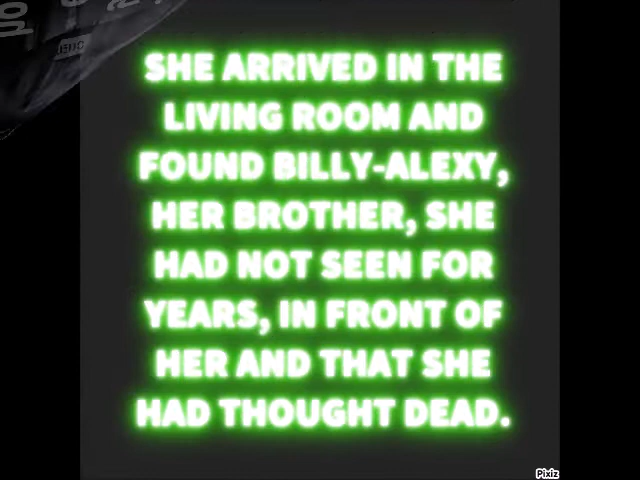 SHE ARRIVED IN THE
LIVING ROOM AND
FOUND BILLY-ALEXY,
HER BROTHER, SHE
HAD NOT SEEN FOR
YEARS, IN FRONT OF
HER AND THAT SHE
HAD THOUGHT DEAD.
Pixiz